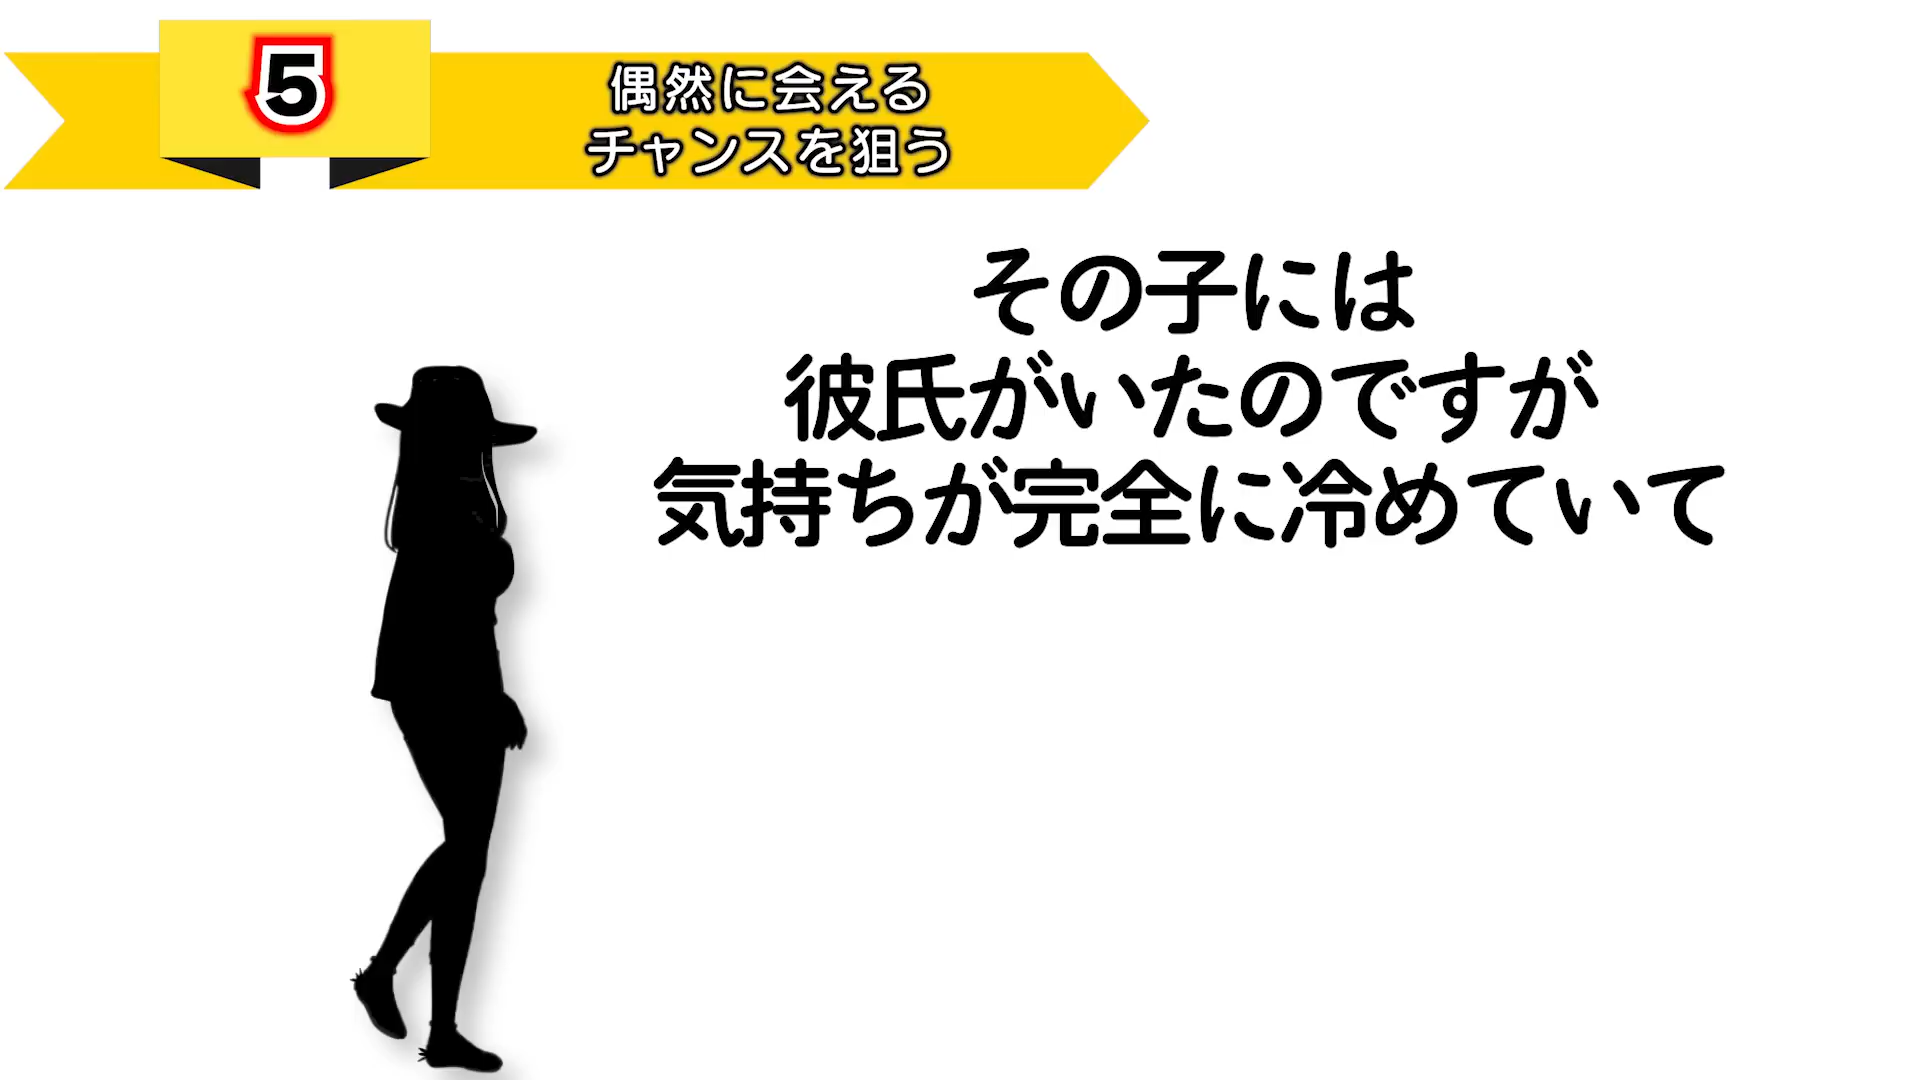 5
偶然に会える
チャンスを狙う
その子には
彼氏がいたのですが
気持ちが完全に冷めていて